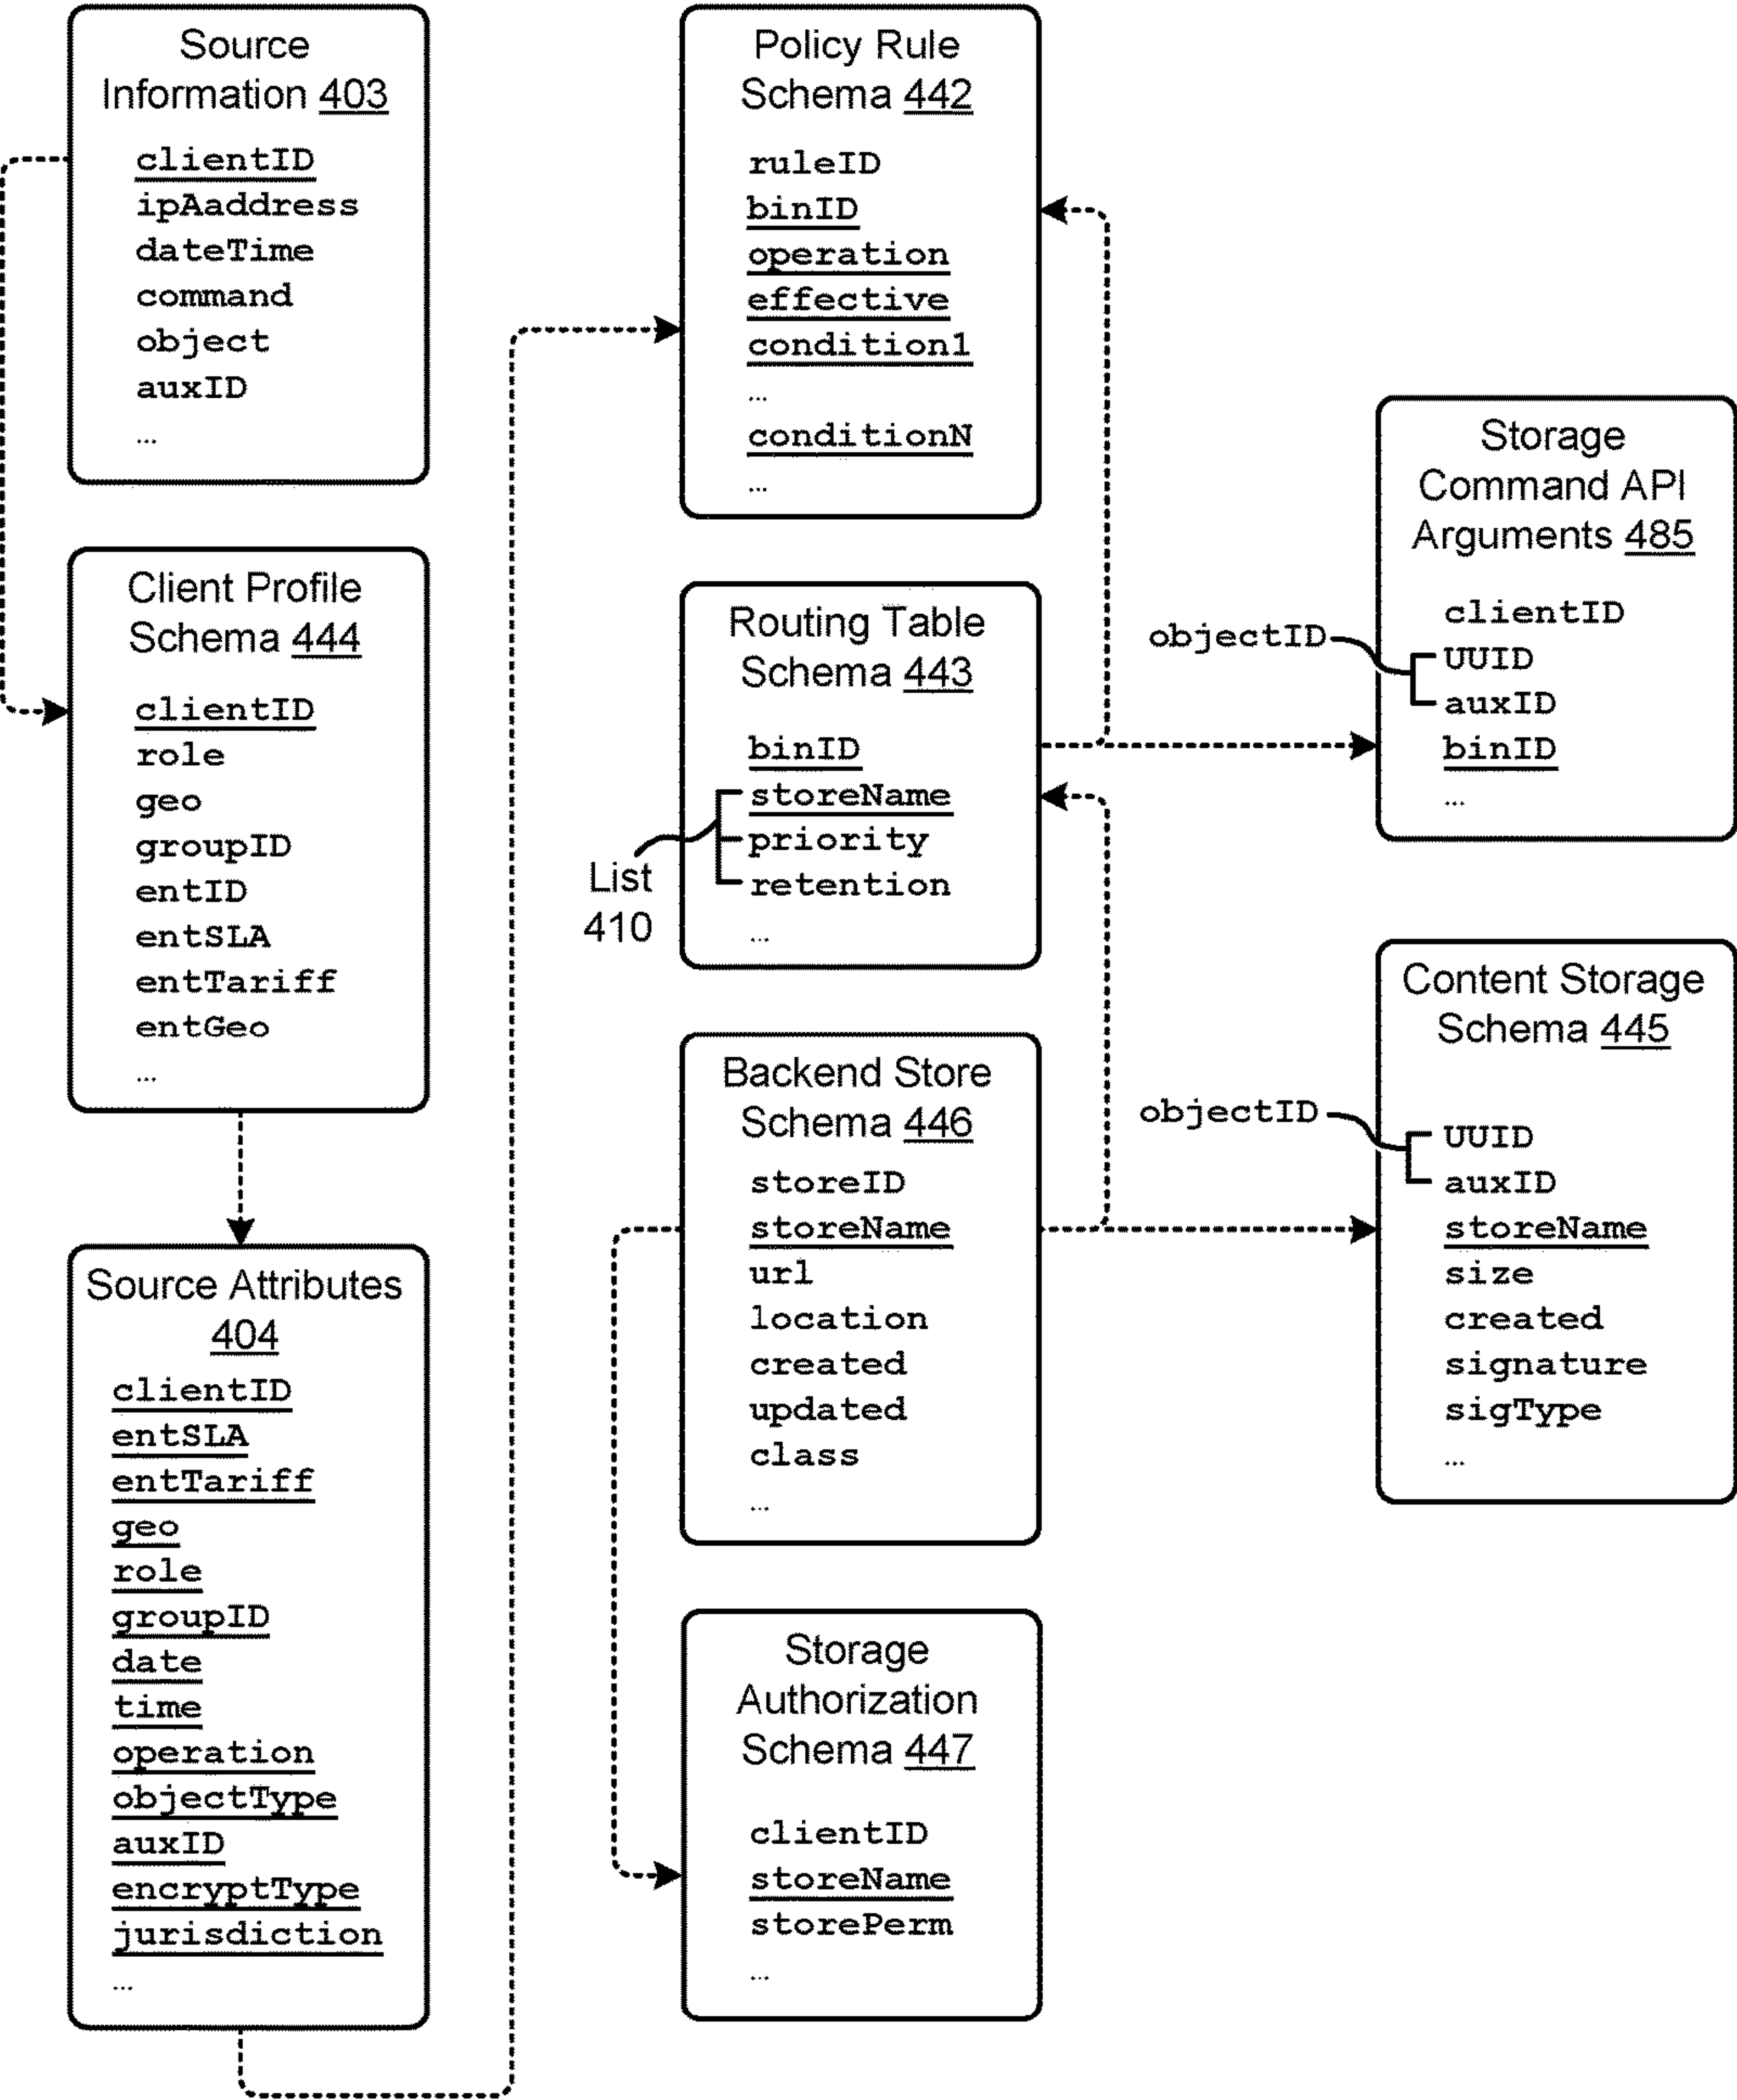 Source
Information 403
clientID
ipAaddress
dateTime
command
object
auxID
...
Client Profile
Schema 444
clientID
role
geo
groupID
entID
entSLA
entTariff
entGeo
...
Source Attributes
404
clientID
entSLA
entTariff
geo
role
groupID
date
time
operation
objectType
auxID
encryptType
jurisdiction
...
Policy Rule
Schema 442
ruleID
binID
operation
effective
condition1
...
conditionN
...
Routing Table
Schema 443
binID
storeName
priority
retention
...
List
410
Backend Store
Schema 446
storeID
storeName
url
location
created
updated
class
...
Storage
Authorization
Schema 447
clientID
storeName
storePerm
...
Storage
Command API
Arguments 485
clientID
objectID
UUID
auxID
binID
...
Content Storage
Schema 445
objectID
UUID
auxID
storeName
size
created
signature
sigType
...